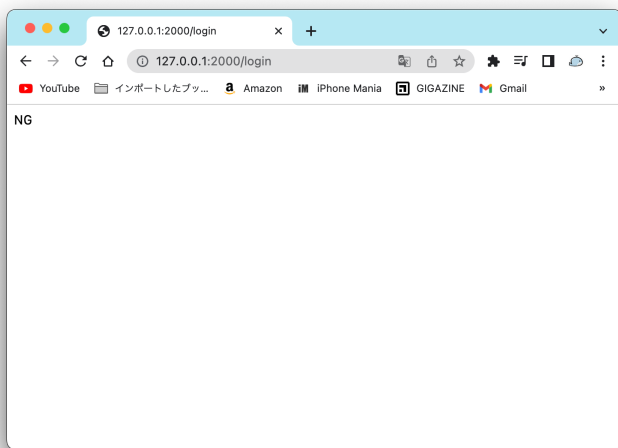 127.0.0.1:2000/login
127.0.0.1:2000/login
YouTube インポートしたブッ... Amazon iPhone Mania GIGAZINE Gmail »
NG